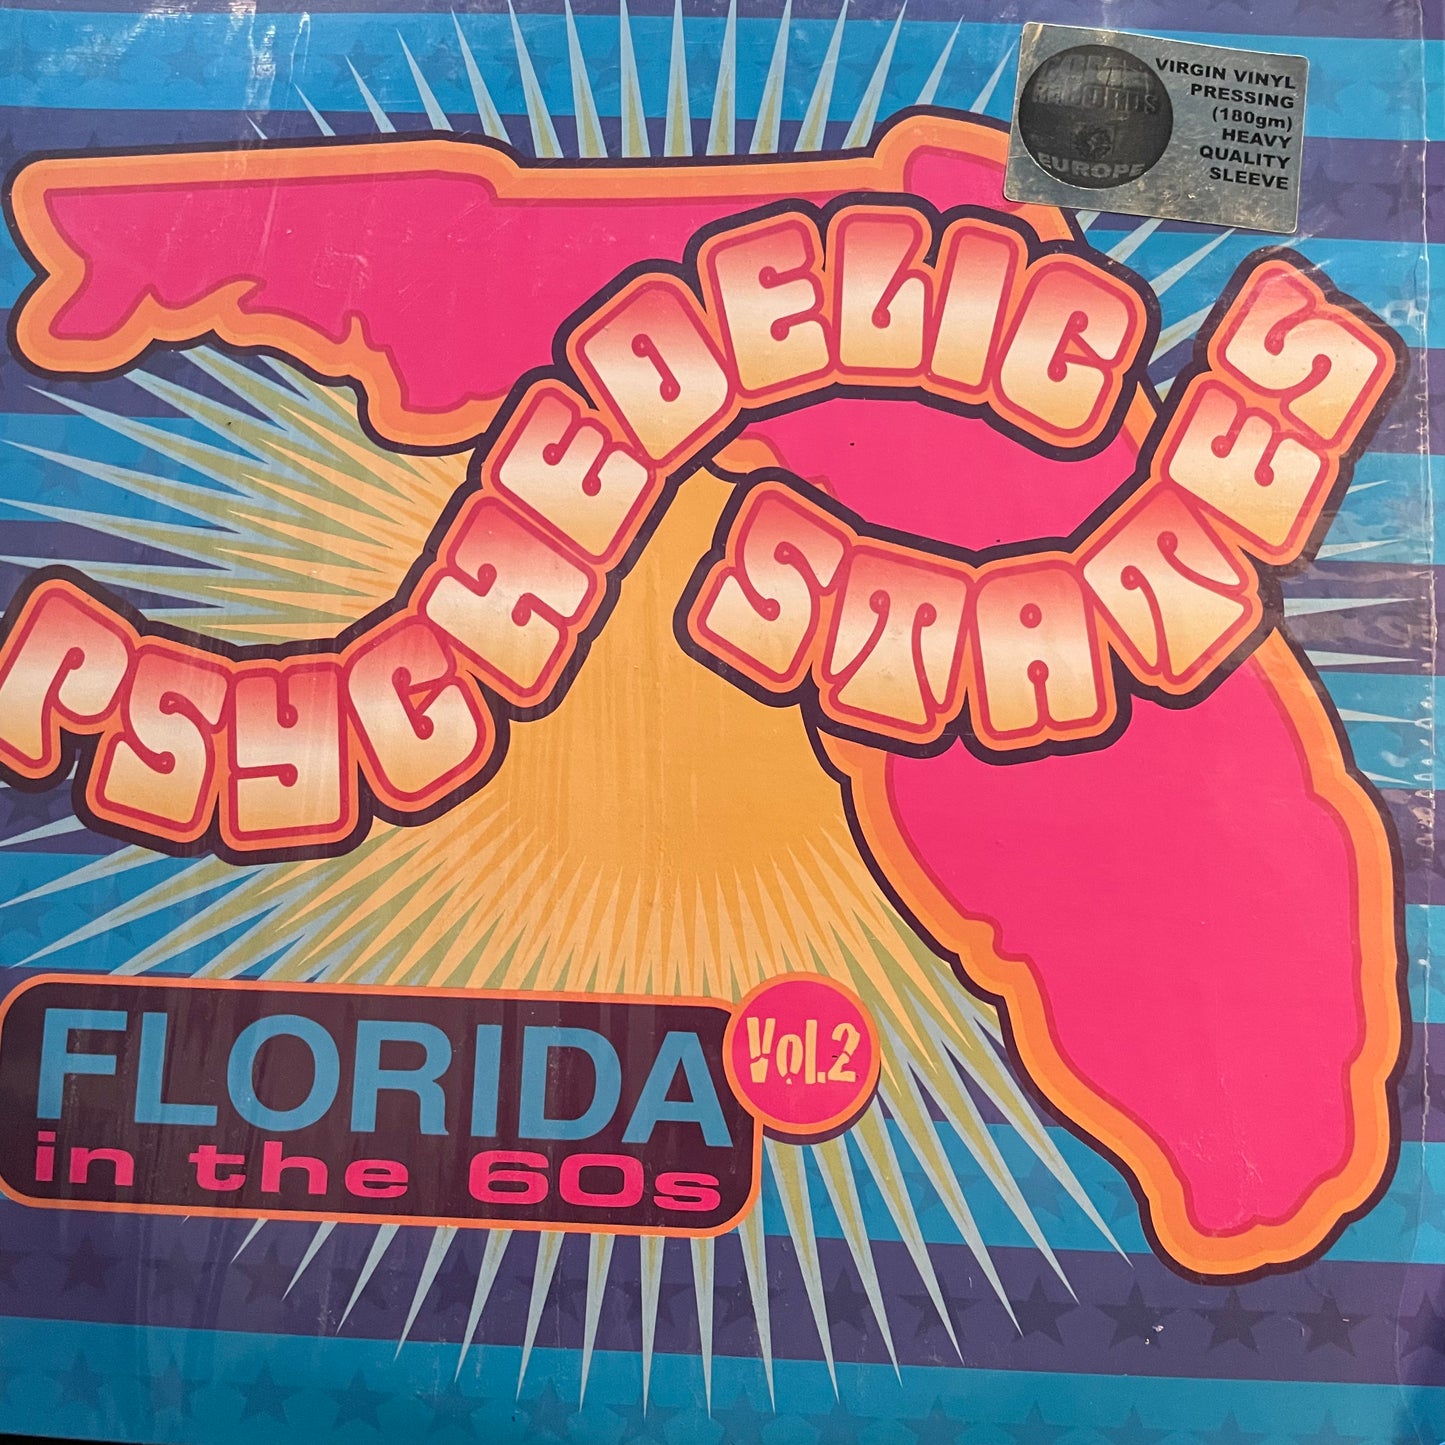 PSYCHEDELIC
STATES
FLORIDA
in the 60s
Vol.2
RECORDS
EUROPE
VIRGIN VINYL
PRESSING
(180gm)
HEAVY
QUALITY
SLEEVE